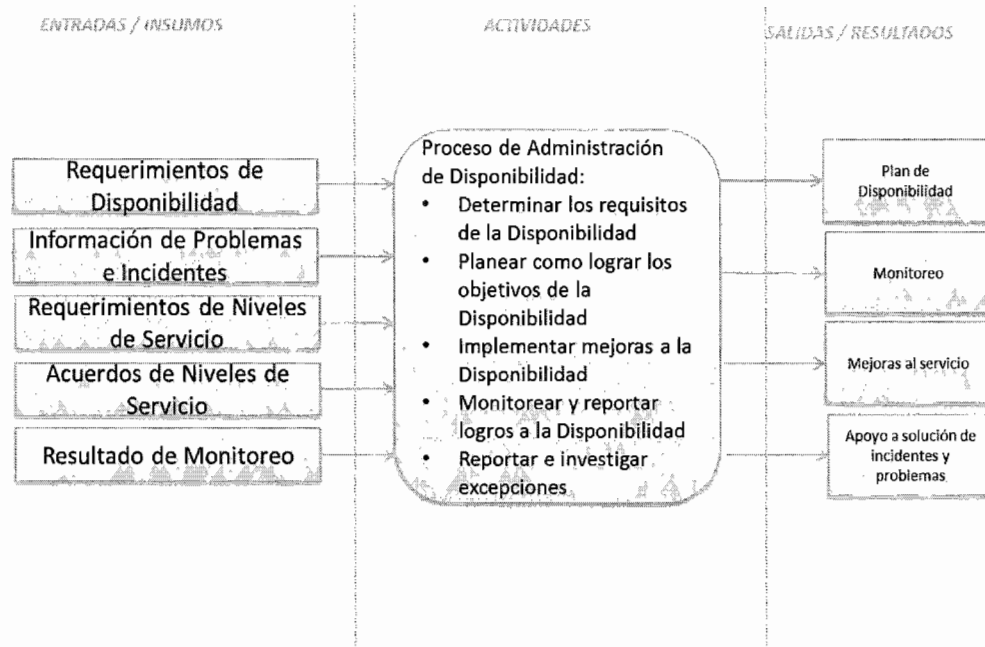 ENTRADAS / INSUMOS
ACTIVIDADES
SALIDAS / RESULTADOS
Requerimientos de
Disponibilidad
Información de Problemas
e Incidentes
Requerimientos de Niveles
de Servicio
Acuerdos de Niveles de
Servicio
Resultado de Monitoreo
Proceso de Administración
de Disponibilidad:
• Determinar los requisitos
de la Disponibilidad
• Planear como lograr los
objetivos de la
Disponibilidad
• Implementar mejoras a la
Disponibilidad
• Monitorear y reportar
logros a la Disponibilidad
• Reportar e investigar
excepciones
Plan de
Disponibilidad
Monitoreo
Mejoras al servicio
Apoyo a solución de
incidentes y
problemas